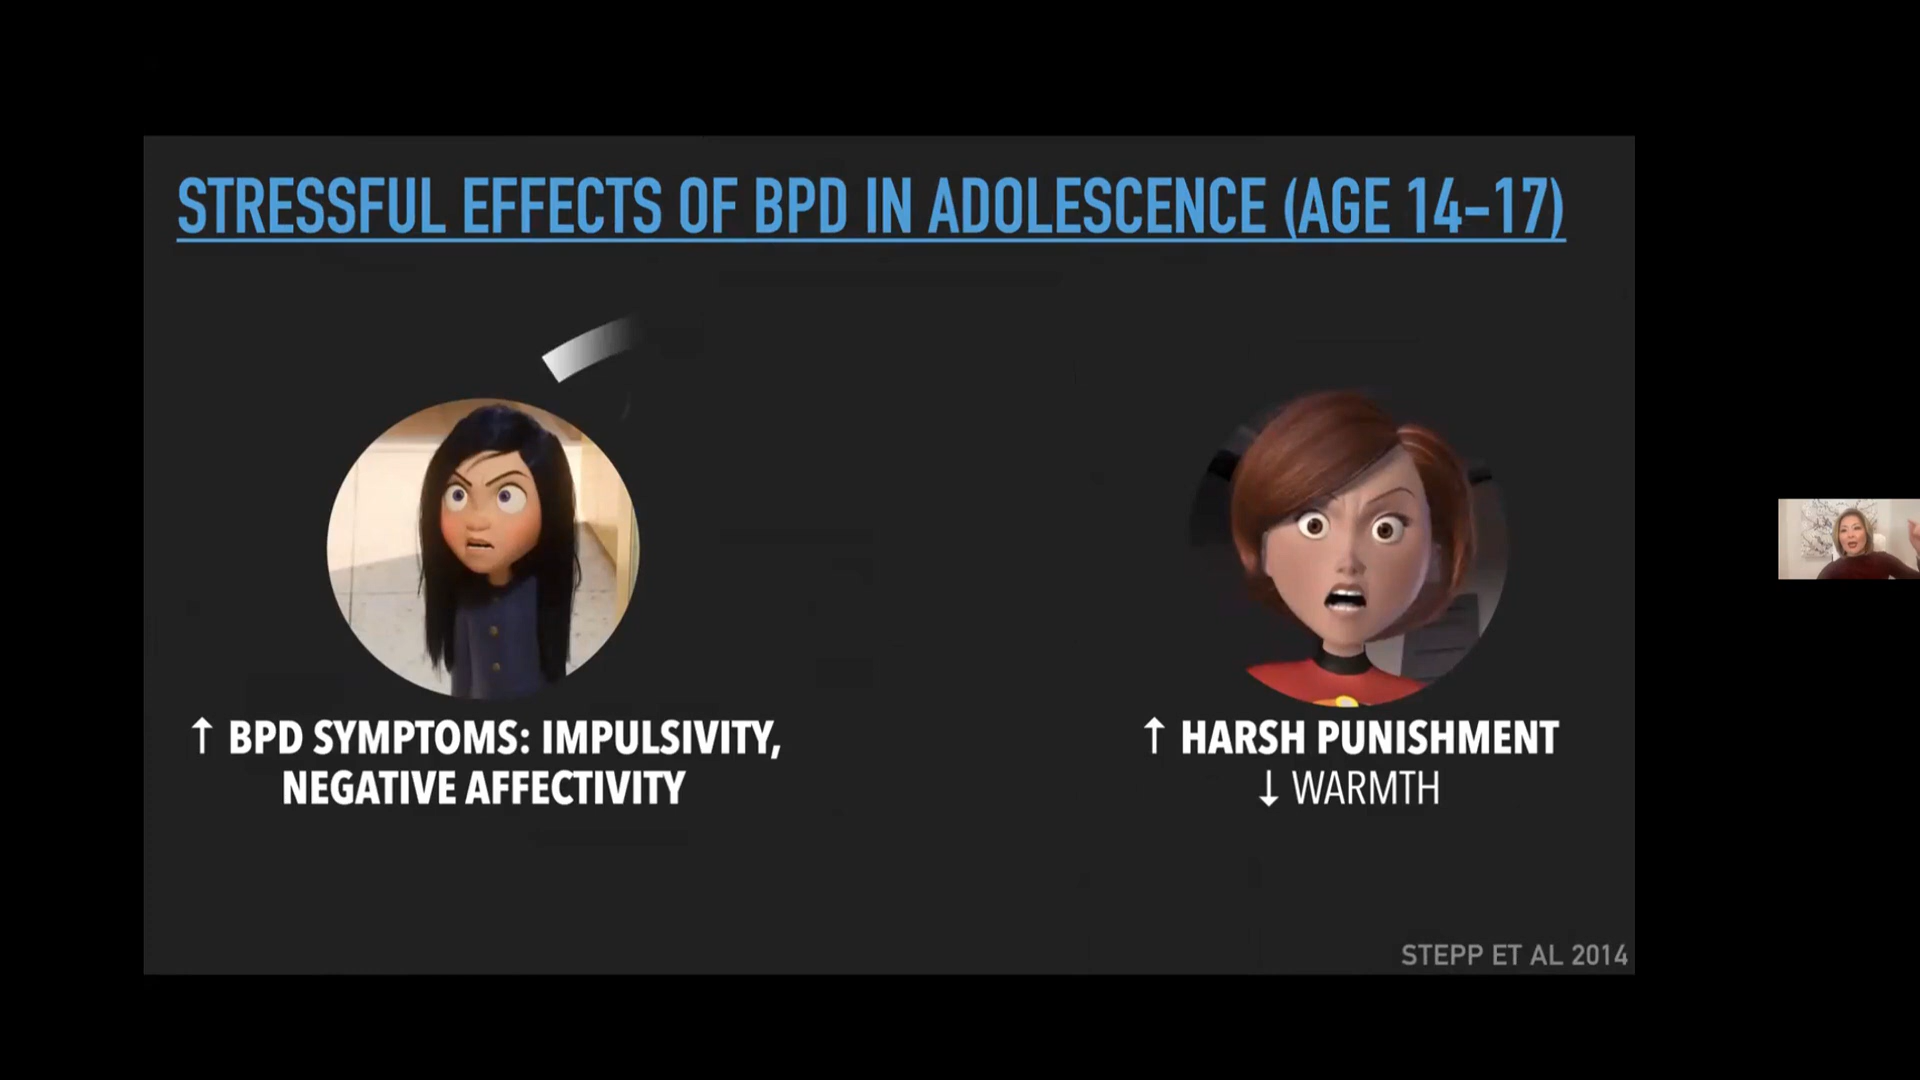 STRESSFUL EFFECTS OF BPD IN ADOLESCENCE (AGE 14-17)
↑ BPD SYMPTOMS: IMPULSIVITY,
NEGATIVE AFFECTIVITY
↑ HARSH PUNISHMENT
↓ WARMTH
STEPP ET AL 2014